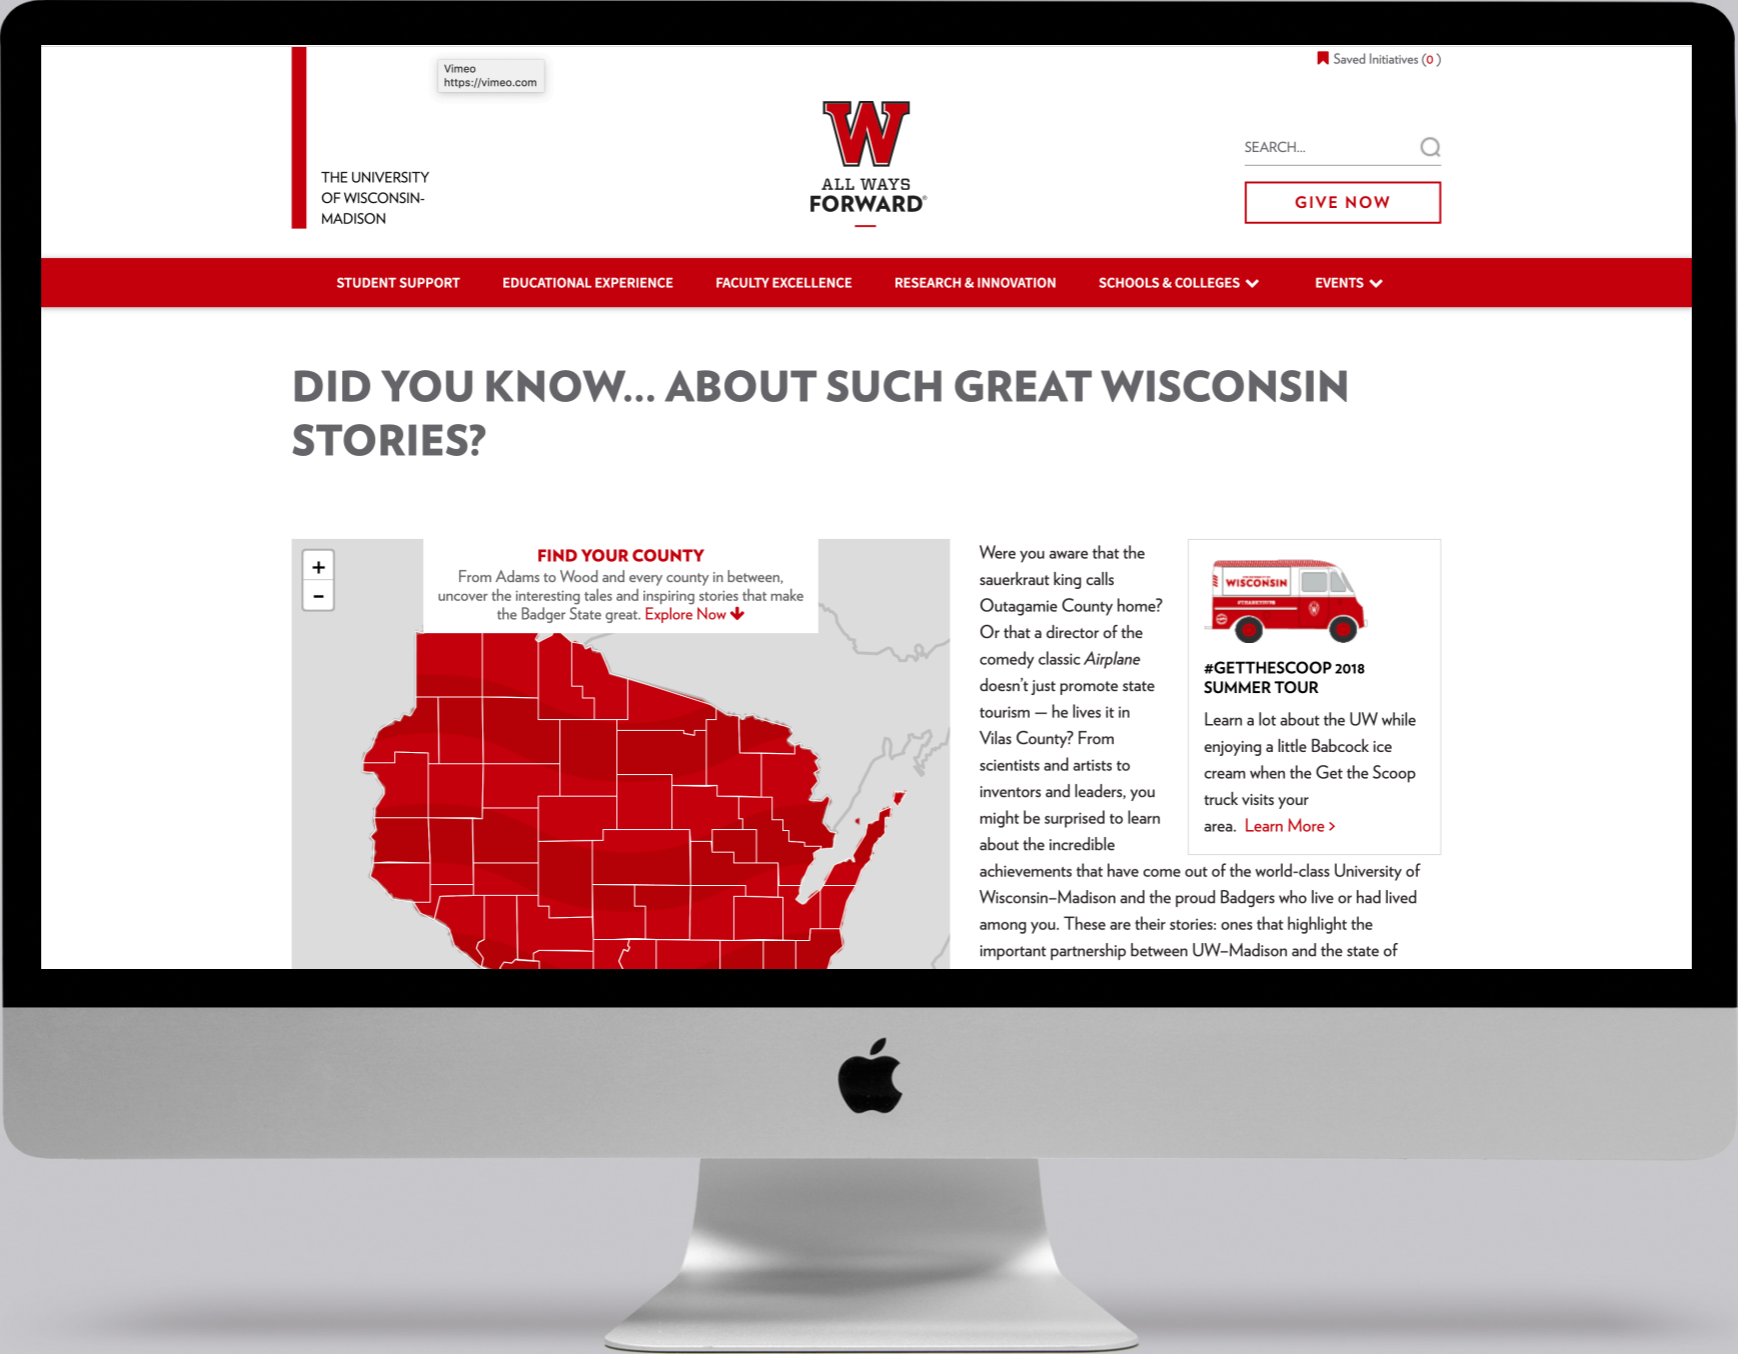 Vimeo
https://vimeo.com
Saved Initiatives (0 )
THE UNIVERSITY
OF WISCONSIN-
MADISON
W
ALL WAYS
FORWARD®
SEARCH...
GIVE NOW
STUDENT SUPPORT EDUCATIONAL EXPERIENCE FACULTY EXCELLENCE RESEARCH & INNOVATION SCHOOLS & COLLEGES EVENTS
DID YOU KNOW... ABOUT SUCH GREAT WISCONSIN
STORIES?
+
−
FIND YOUR COUNTY
From Adams to Wood and every county in between,
uncover the interesting tales and inspiring stories that make
the Badger State great. Explore Now
Were you aware that the
sauerkraut king calls
Outagamie County home?
Or that a director of the
comedy classic Airplane
doesn't just promote state
tourism — he lives it in
Vilas County? From
scientists and artists to
inventors and leaders, you
might be surprised to learn
about the incredible
achievements that have come out of the world-class University of
Wisconsin–Madison and the proud Badgers who live or had lived
among you. These are their stories: ones that highlight the
important partnership between UW–Madison and the state of
WISCONSIN
#GETTHESCOOP 2018
SUMMER TOUR
Learn a lot about the UW while
enjoying a little Babcock ice
cream when the Get the Scoop
truck visits your
area. Learn More >